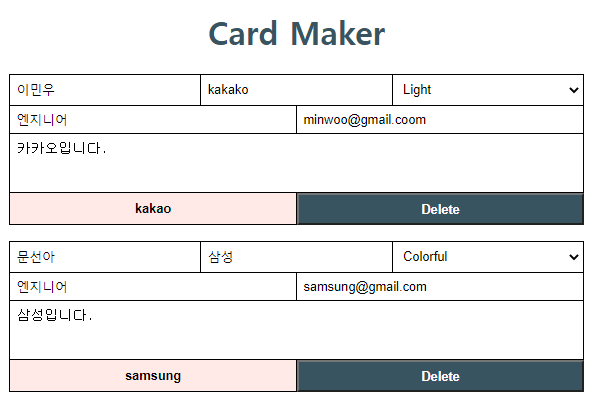 Card Maker
이민우 kakako Light
엔지니어 minwoo@gmail.coom
카카오입니다.
kakao Delete
문선아 삼성 Colorful
엔지니어 samsung@gmail.com
삼성입니다.
samsung Delete